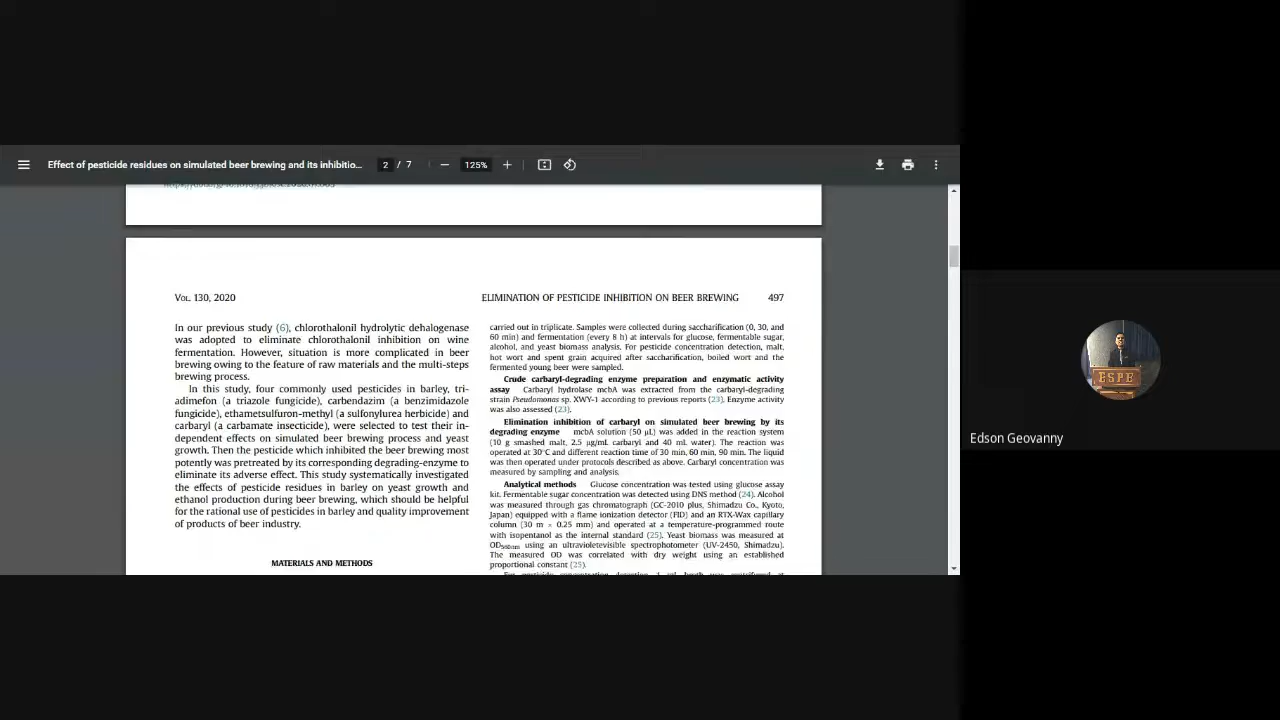 Effect of pesticide residues on simulated beer brewing and its inhibitio...
2 / 7
125%
VOL. 130, 2020
ELIMINATION OF PESTICIDE INHIBITION ON BEER BREWING 497
In our previous study (6), chlorothalonil hydrolytic dehalogenase
was adopted to eliminate chlorothalonil inhibition on wine
fermentation. However, situation is more complicated in beer
brewing owing to the feature of raw materials and the multi-steps
brewing process.
In this study, four commonly used pesticides in barley, tri-
adimefon (a triazole fungicide), carbendazim (a benzimidazole
fungicide), ethametsulfuron-methyl (a sulfonylurea herbicide) and
carbaryl (a carbamate insecticide), were selected to test their in-
dependent effects on simulated beer brewing process and yeast
growth. Then the pesticide which inhibited the beer brewing most
potently was pretreated by its corresponding degrading-enzyme to
eliminate its adverse effect. This study systematically investigated
the effects of pesticide residues in barley on yeast growth and
ethanol production during beer brewing, which should be helpful
for the rational use of pesticides in barley and quality improvement
of products of beer industry.
MATERIALS AND METHODS
carried out in triplicate. Samples were collected during saccharification (0, 30, and
60 min) and fermentation (every 8 h) at intervals for glucose, fermentable sugar,
alcohol, and yeast biomass analysis. For pesticide concentration detection, malt,
hot wort and spent grain acquired after saccharification, boiled wort and the
fermented young beer were sampled.
Crude carbaryl-degrading enzyme preparation and enzymatic activity
assay Carbaryl hydrolase mcbA was extracted from the carbaryl-degrading
strain Pseudomonas sp. XWY-1 according to previous reports (23). Enzyme activity
was also assessed (23).
Elimination inhibition of carbaryl on simulated beer brewing by its
degrading enzyme mcbA solution (50 μL) was added in the reaction system
(10 g smashed malt, 2.5 μg/mL carbaryl and 40 mL water). The reaction was
operated at 30°C and different reaction time of 30 min, 60 min, 90 min. The liquid
was then operated under protocols described as above. Carbaryl concentration was
measured by sampling and analysis.
Analytical methods Glucose concentration was tested using glucose assay
kit. Fermentable sugar concentration was detected using DNS method (24). Alcohol
was measured through gas chromatograph (GC-2010 plus, Shimadzu Co., Kyoto,
Japan) equipped with a flame ionization detector (FID) and an RTX-Wax capillary
column (30 m × 0.25 mm) and operated at a temperature-programmed route
with isopentanol as the internal standard (25). Yeast biomass was measured at
OD560nm using an ultravioletevisible spectrophotometer (UV-2450, Shimadzu).
The measured OD was correlated with dry weight using an established
proportional constant (25).
ESPE
Edson Geovanny